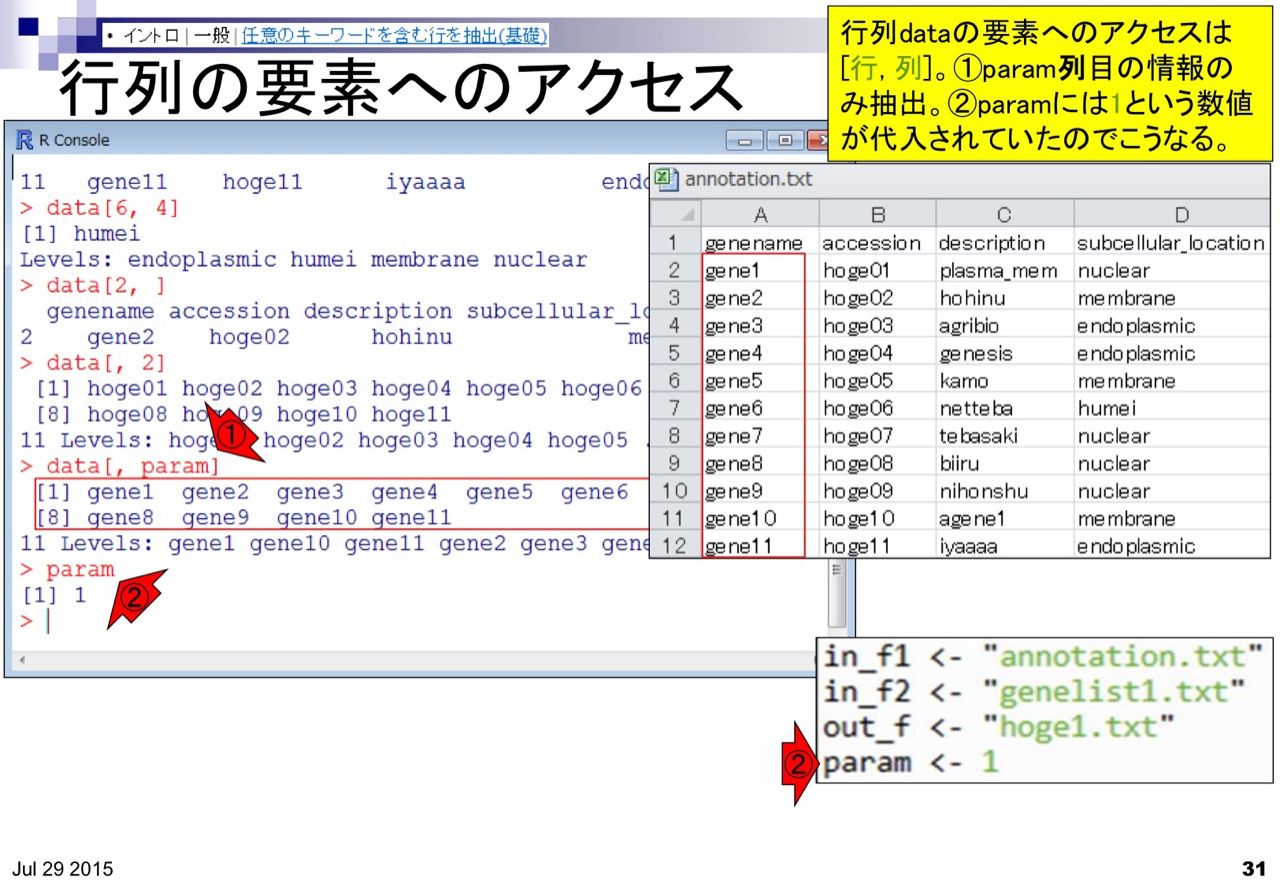 • イントロ | 一般 | 任意のキーワードを含む行を抽出(基礎)
行列の要素へのアクセス
行列dataの要素へのアクセスは
[行, 列]。①param列目の情報の
み抽出。②paramには1という数値
が代入されていたのでこうなる。
R Console
11 gene11 hoge11 iyaaaa
> data[6, 4]
[1] humei
Levels: endoplasmic humei membrane nuclear
> data[2, ]
genename accession description
2 gene2 hoge02 hohinu
> data[, 2]
[1] hoge01 hoge02 hoge03 hoge04 hoge05 hoge06
[8] hoge08 hoge09 hoge10 hoge11
11 Levels: hoge02 hoge03 hoge04 hoge05
①
> data[, param]
[1] gene1 gene2 gene3 gene4 gene5 gene6
[8] gene8 gene9 gene10 gene11
11 Levels: gene1 gene10 gene11 gene2 gene3
> param
[1] 1
②
>
annotation.txt
A B C D
1 genename accession description subcellular_location
2 gene1 hoge01 plasma_mem nuclear
3 gene2 hoge02 hohinu membrane
4 gene3 hoge03 agribio endoplasmic
5 gene4 hoge04 genesis endoplasmic
6 gene5 hoge05 kamo membrane
7 gene6 hoge06 netteba humei
8 gene7 hoge07 tebasaki nuclear
9 gene8 hoge08 biiru nuclear
10 gene9 hoge09 nihonshu nuclear
11 gene10 hoge10 agene1 membrane
12 gene11 hoge11 iyaaaa endoplasmic
in_f1 <- "annotation.txt"
in_f2 <- "genelist1.txt"
out_f <- "hoge1.txt"
② param <- 1
Jul 29 2015
31